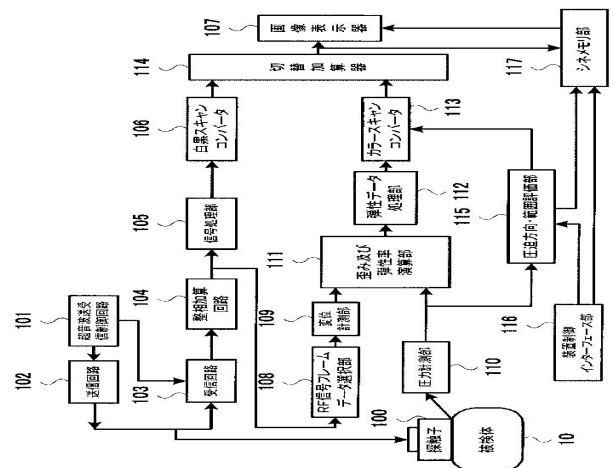 101
超音波送受
信制御回路
102
送信回路
103
受信回路
104
整相加算
回路
105
信号処理部
106
白黒スキャン
コンバータ
114
切替加算器
107
画像表示器
108
RF信号フレーム
データ選択部
109
変位
計測部
111
歪み及び
弾性率
演算部
112
弾性データ
処理部
113
カラースキャン
コンバータ
110
圧力計測部
115
圧迫方向・範囲評価部
116
装置制御
インターフェース部
117
シネメモリ部
100
探触子
10
被検体